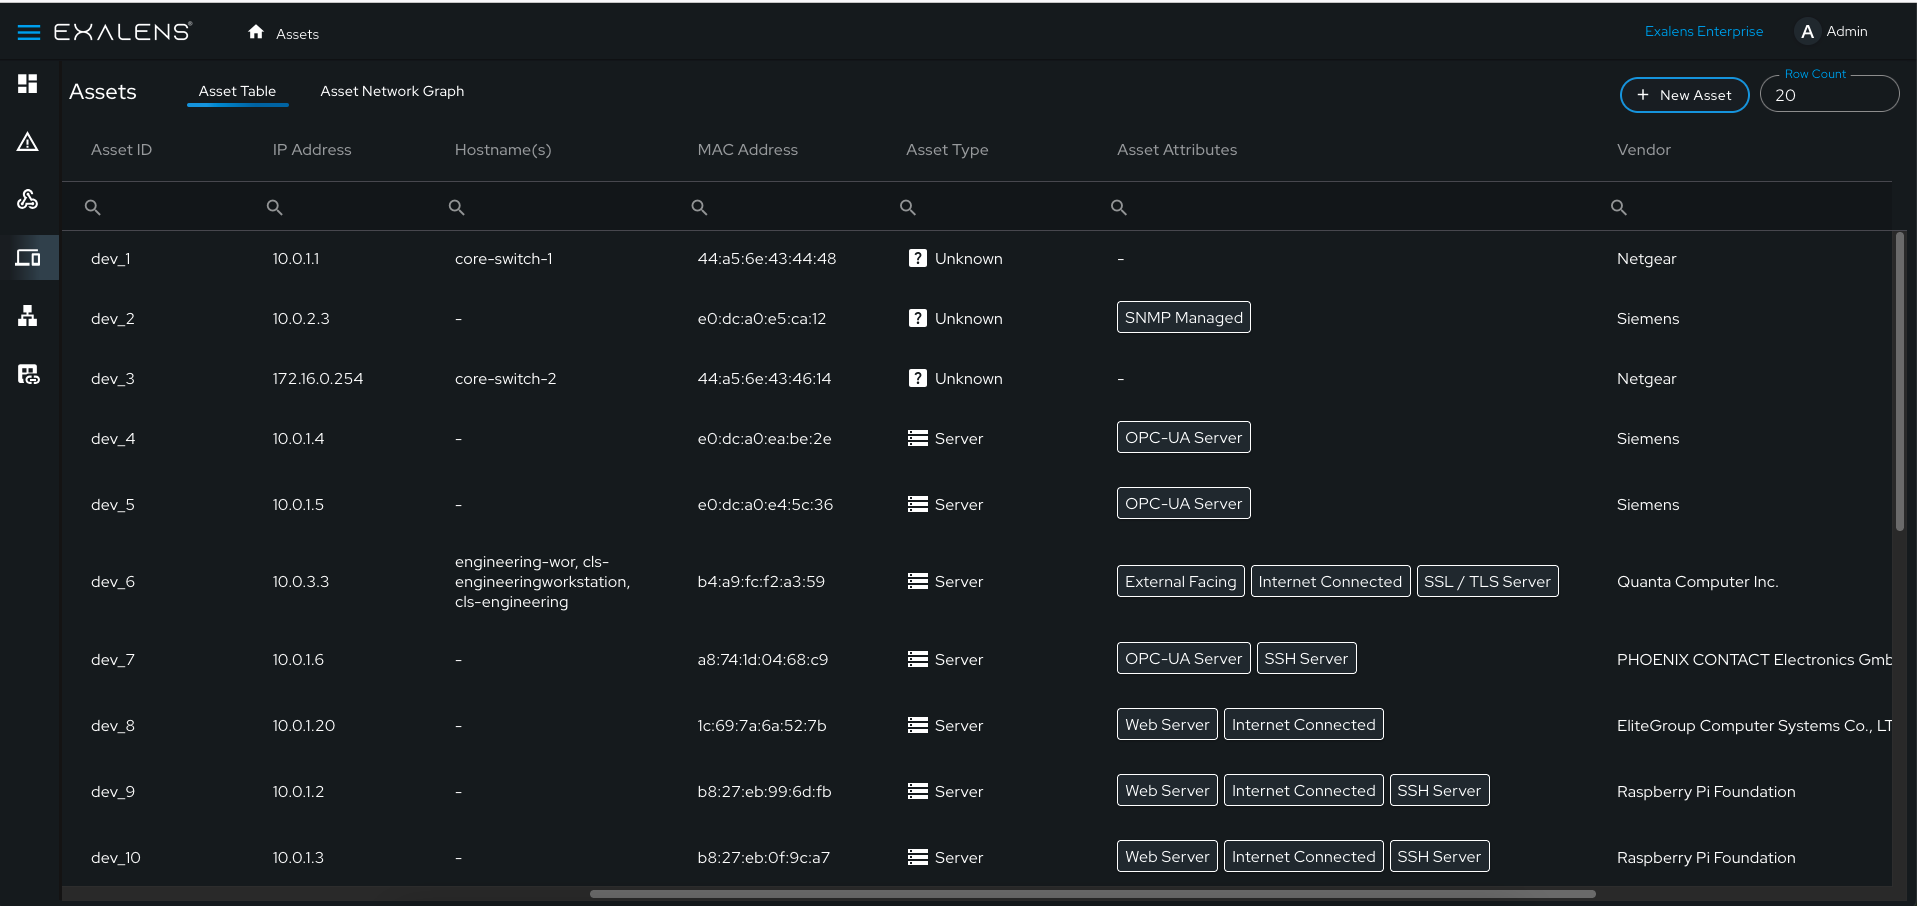 EXALENS®
Assets
Exalens Enterprise
A Admin
Assets
Asset Table
Asset Network Graph
+ New Asset
Row Count
20
Asset ID IP Address Hostname(s) MAC Address Asset Type Asset Attributes Vendor
dev_1 10.0.1.1 core-switch-1 44:a5:6e:43:44:48 ? Unknown - Netgear
dev_2 10.0.2.3 - e0:dc:a0:e5:ca:12 ? Unknown SNMP Managed Siemens
dev_3 172.16.0.254 core-switch-2 44:a5:6e:43:46:14 ? Unknown - Netgear
dev_4 10.0.1.4 - e0:dc:a0:ea:be:2e Server OPC-UA Server Siemens
dev_5 10.0.1.5 - e0:dc:a0:e4:5c:36 Server OPC-UA Server Siemens
engineering-wor, cls-
dev_6 10.0.3.3 engineeringworkstation, b4:a9:fc:f2:a3:59 Server External Facing Internet Connected SSL / TLS Server Quanta Computer Inc.
cls-engineering
dev_7 10.0.1.6 - a8:74:1d:04:68:c9 Server OPC-UA Server SSH Server PHOENIX CONTACT Electronics Gmb
dev_8 10.0.1.20 - 1c:69:7a:6a:52:7b Server Web Server Internet Connected EliteGroup Computer Systems Co., LT
dev_9 10.0.1.2 - b8:27:eb:99:6d:fb Server Web Server Internet Connected SSH Server Raspberry Pi Foundation
dev_10 10.0.1.3 - b8:27:eb:0f:9c:a7 Server Web Server Internet Connected SSH Server Raspberry Pi Foundation